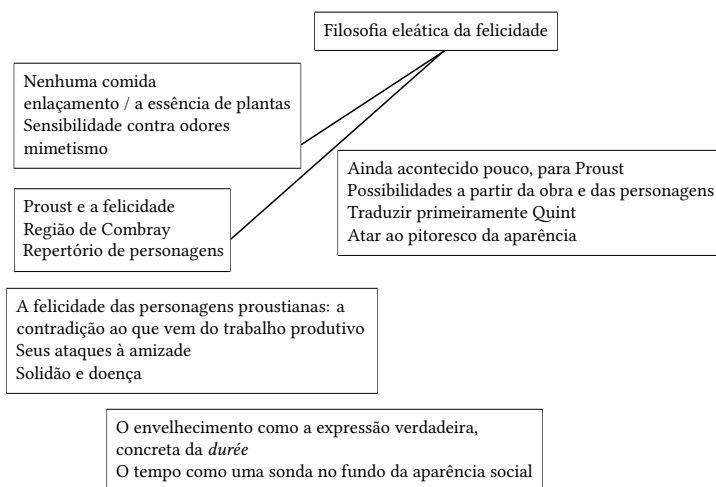 Filosofia eleática da felicidade
Nenhuma comida
enlaçamento / a essência de plantas
Sensibilidade contra odores
mimetismo
Ainda acontecido pouco, para Proust
Possibilidades a partir da obra e das personagens
Traduzir primeiramente Quint
Atar ao pitoresco da aparência
Proust e a felicidade
Região de Combray
Repertório de personagens
A felicidade das personagens proustianas: a
contradição ao que vem do trabalho produtivo
Seus ataques à amizade
Solidão e doença
O envelhecimento como a expressão verdadeira,
concreta da durée
O tempo como uma sonda no fundo da aparência social